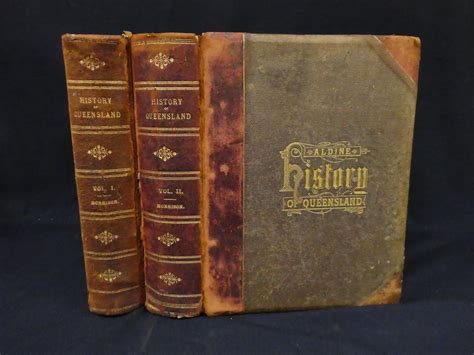 HISTORY
OF
QUEENSLAND
VOL. I.
MORRISON.
HISTORY
OF
QUEENSLAND
VOL. II.
MORRISON.
ALDINE
History
OF QUEENSLAND